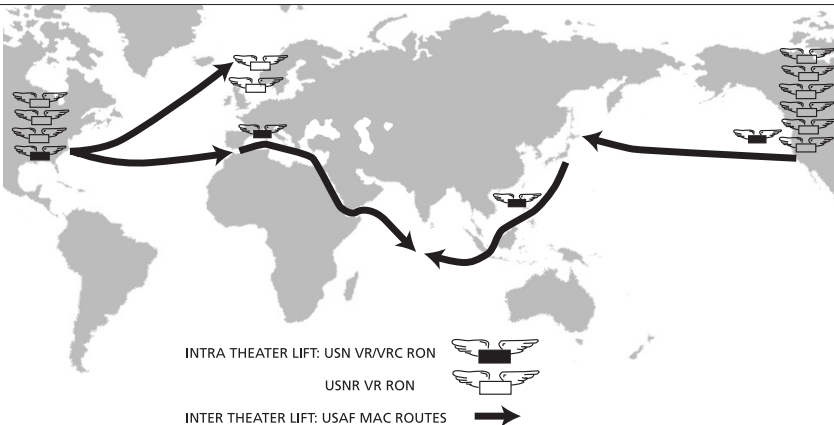 INTRA THEATER LIFT: USN VR/VRC RON
USNR VR RON
INTER THEATER LIFT: USAF MAC ROUTES